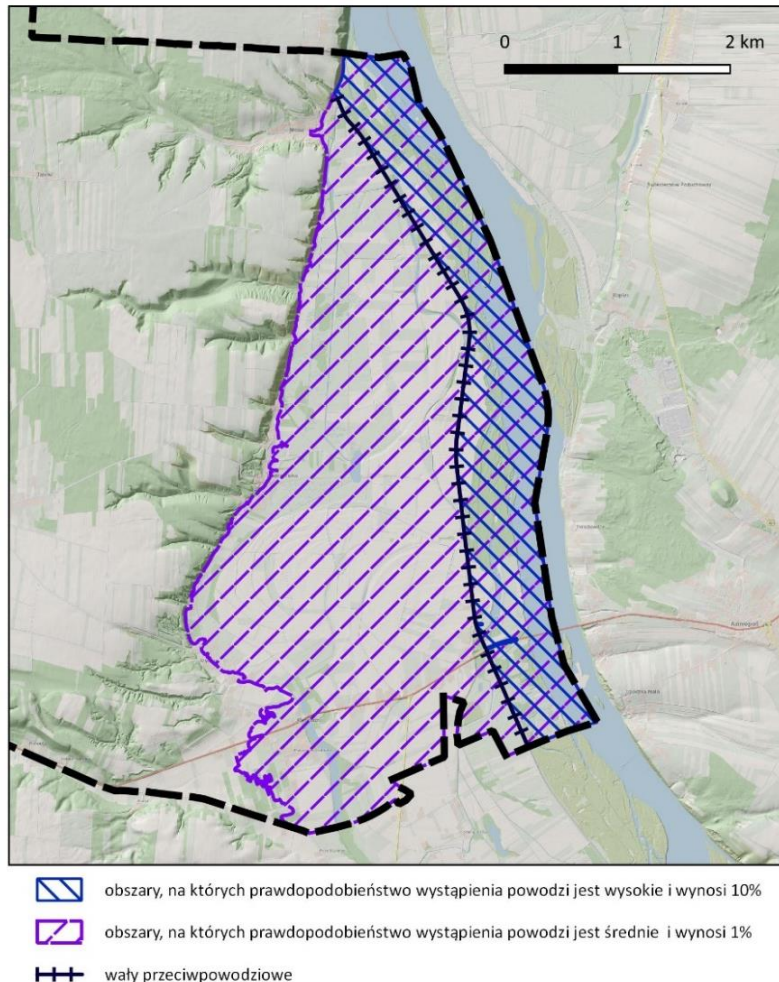 0 1 2 km
obszary, na których prawdopodobieństwo wystąpienia powodzi jest wysokie i wynosi 10%
obszary, na których prawdopodobieństwo wystąpienia powodzi jest średnie i wynosi 1%
wały przeciwpowodziowe